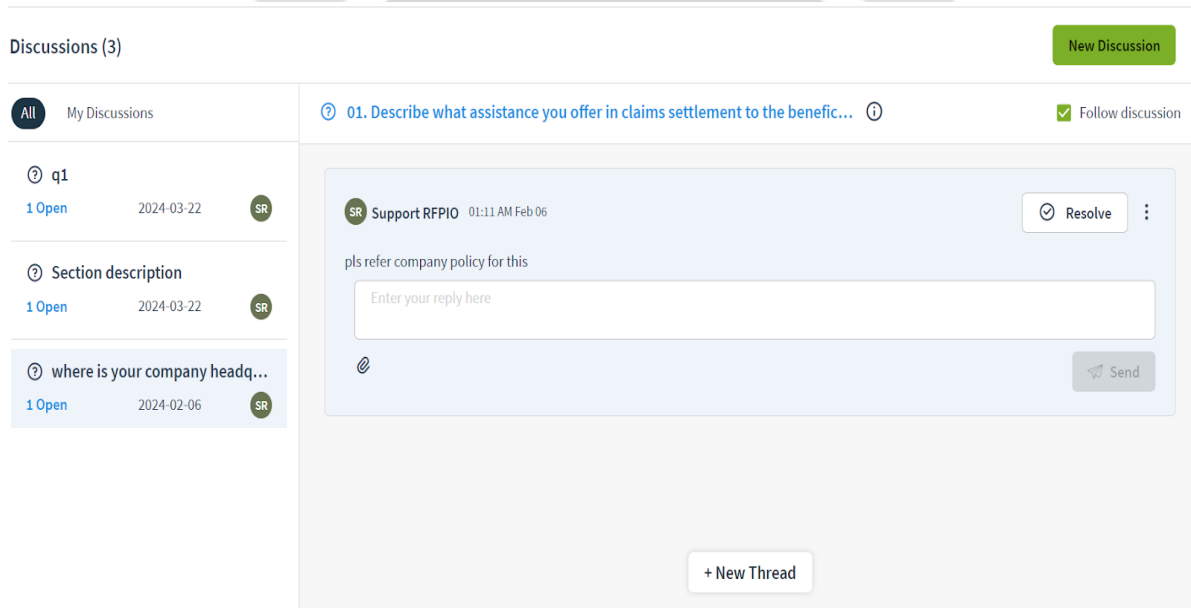 Discussions (3)
New Discussion
All
My Discussions
q1
1 Open
2024-03-22
SR
Section description
1 Open
2024-03-22
SR
where is your company headq...
1 Open
2024-02-06
SR
01. Describe what assistance you offer in claims settlement to the benefic...
Follow discussion
SR
Support RFPIO
01:11 AM Feb 06
Resolve
pls refer company policy for this
Enter your reply here
Send
+ New Thread